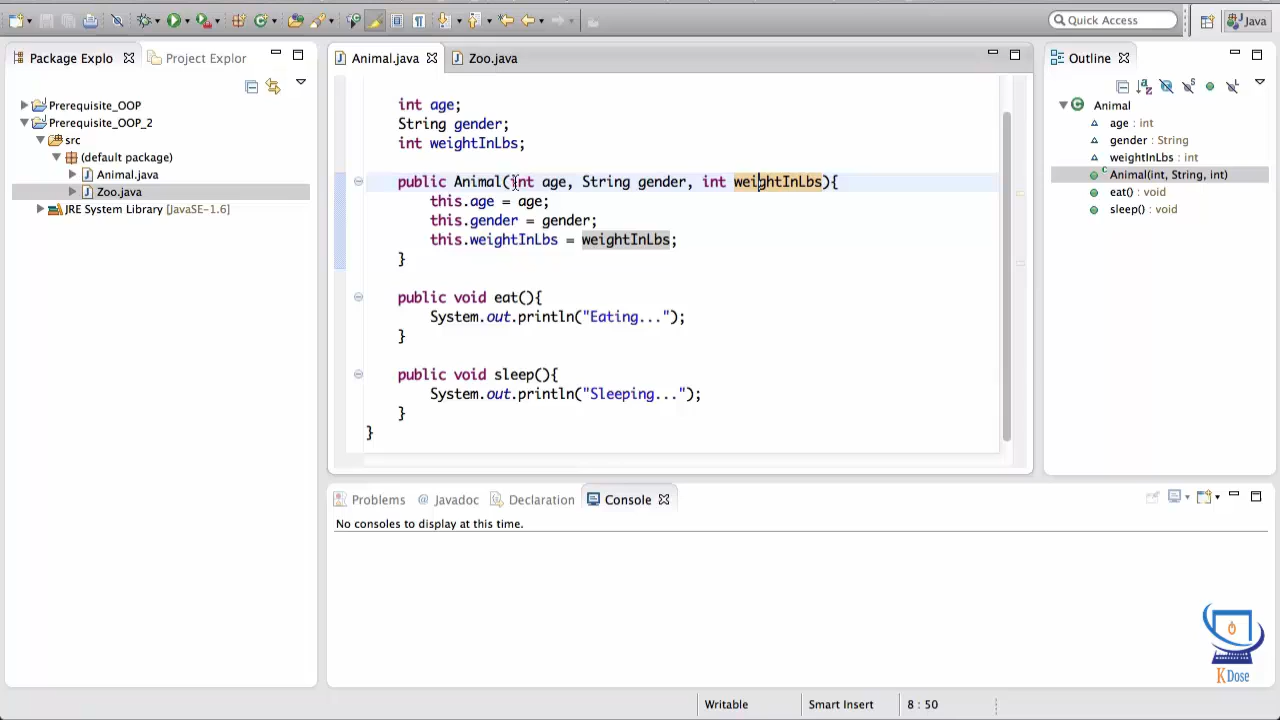 Quick Access
Java
Package Explo
Project Explor
Prerequisite_OOP
Prerequisite_OOP_2
src
(default package)
Animal.java
Zoo.java
JRE System Library [JavaSE-1.6]
Animal.java
Zoo.java
int age;
String gender;
int weightInLbs;
public Animal(int age, String gender, int weightInLbs){
this.age = age;
this.gender = gender;
this.weightInLbs = weightInLbs;
}
public void eat(){
System.out.println("Eating...");
}
public void sleep(){
System.out.println("Sleeping...");
}
}
Outline
Animal
age : int
gender : String
weightInLbs : int
Animal(int, String, int)
eat() : void
sleep() : void
Problems
@ Javadoc
Declaration
Console
No consoles to display at this time.
KDose
Writable
Smart Insert
8 : 50